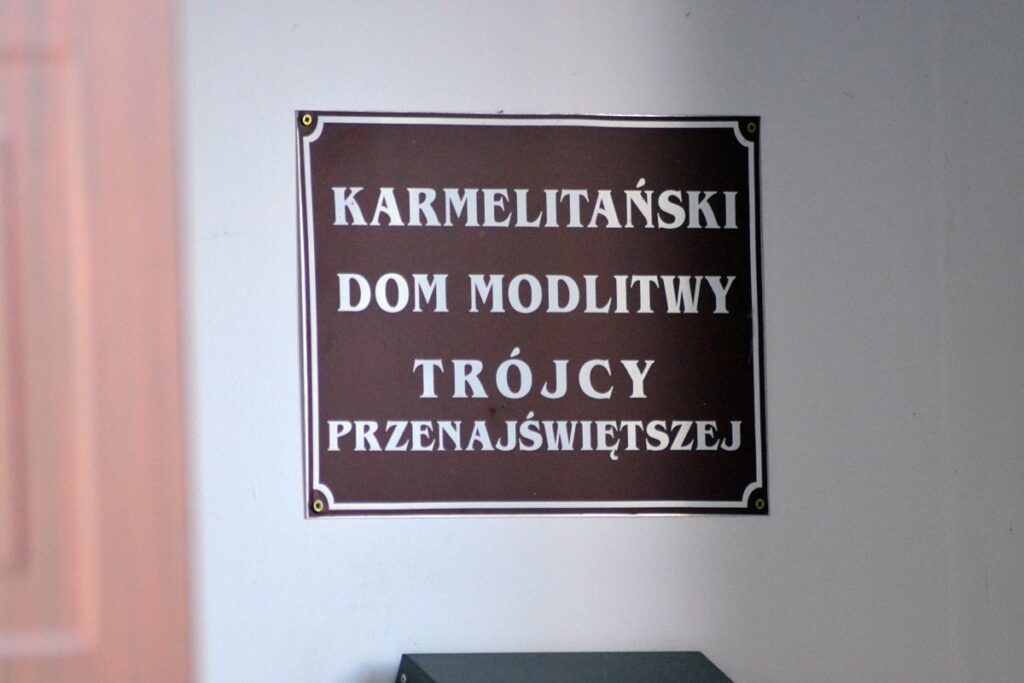 KARMELITAŃSKI
DOM MODLITWY
TRÓJCY
PRZENAJŚWIĘTSZEJ